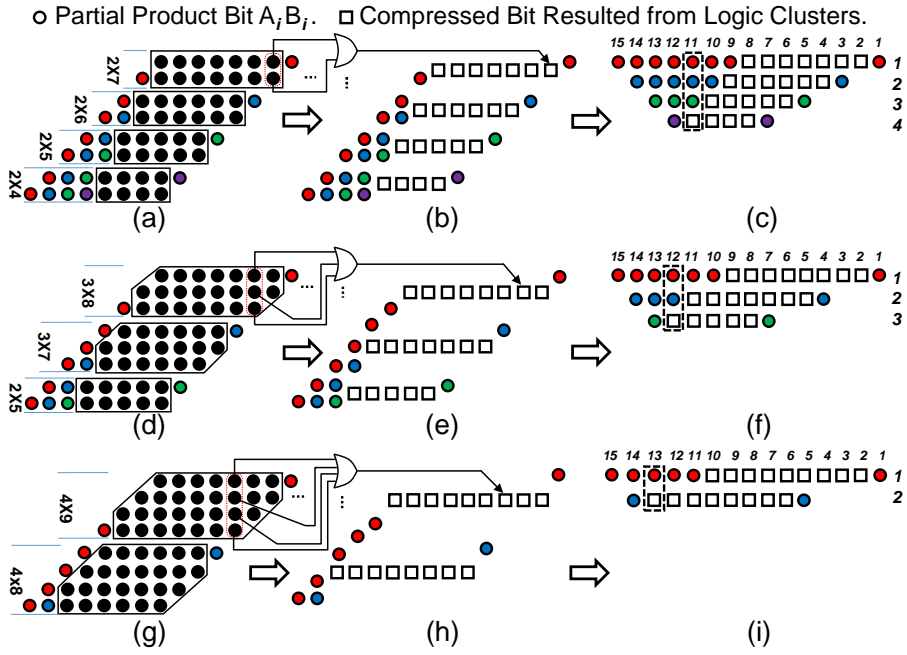 Partial Product Bit AᵢBᵢ. Compressed Bit Resulted from Logic Clusters.
2X7
2X6
2X5
2X4
... ...
15 14 13 12 11 10 9 8 7 6 5 4 3 2 1
1
2
3
4
(a) (b) (c)
3X8
3X7
2X5
... ...
15 14 13 12 11 10 9 8 7 6 5 4 3 2 1
1
2
3
(d) (e) (f)
4X9
4x8
... ...
15 14 13 12 11 10 9 8 7 6 5 4 3 2 1
1
2
(g) (h) (i)